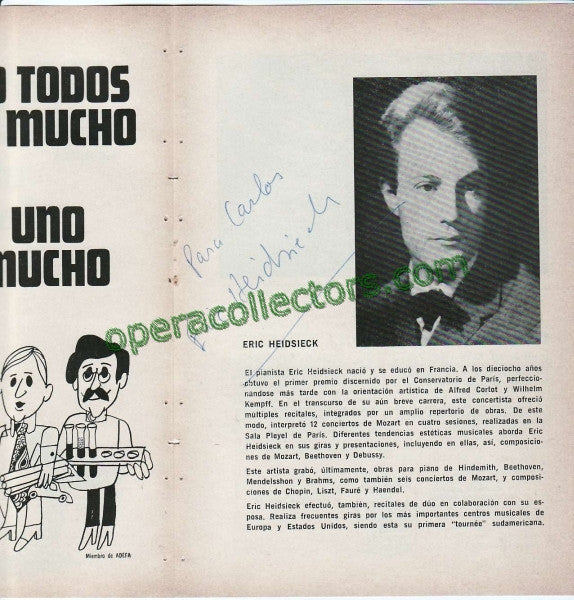 TODOS
MUCHO
UNO
MUCHO
Miembro de ADEFA
Para Carlos
Heidsieck
operacollectors.com
ERIC HEIDSIECK
El pianista Eric Heidsieck nació y se educó en Francia. A los dieciocho años
obtuvo el primer premio discernido por el Conservatorio de París, perfeccio-
nándose más tarde con la orientación artística de Alfred Cortot y Wilhelm
Kempff. En el transcurso de su aún breve carrera, este concertista ofreció
múltiples recitales, integrados por un amplio repertorio de obras. De este
modo, interpretó 12 conciertos de Mozart en cuatro sesiones, realizadas en la
Sala Pleyel de París. Diferentes tendencias estéticas musicales aborda Eric
Heidsieck en sus giras y presentaciones, incluyendo en ellas, así, composicio-
nes de Mozart, Beethoven y Debussy.
Este artista grabó, últimamente, obras para piano de Hindemith, Beethoven,
Mendelsshon y Brahms, como también seis conciertos de Mozart, y composi-
ciones de Chopin, Liszt, Fauré y Haendel.
Eric Heidsieck efectuó, también, recitales de dúo en colaboración con su es-
posa. Realiza frecuentes giras por los más importantes centros musicales de
Europa y Estados Unidos, siendo esta su primera "tournée" sudamericana.